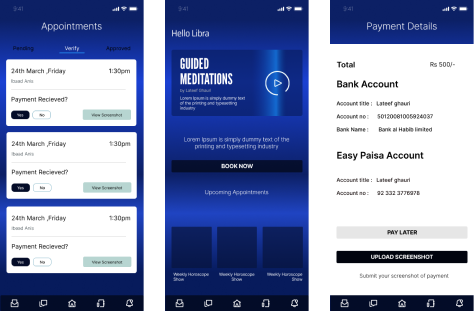 9:41
Appointments
Pending Verify Approved
24th March ,Friday 1:30pm
Ibaad Anis
Payment Recieved?
Yes No View Screenshot
24th March ,Friday 1:30pm
Ibaad Anis
Payment Recieved?
Yes No View Screenshot
24th March ,Friday 1:30pm
Ibaad Anis
Payment Recieved?
Yes No View Screenshot
9:41
Hello Libra
GUIDED
MEDITATIONS
by Lateef Ghauri
Lorem Ipsum is simply dummy text
of the printing and typesetting
industry
Lorem Ipsum is simply dummy text of the
printing and typesetting industry
BOOK NOW
Upcoming Appointments
Weekly Horoscope
Show
Weekly Horoscope
Show
Weekly Horoscope
Show
9:41
Payment Details
Total Rs 500/-
Bank Account
Account title : Lateef ghauri
Account no : 50120081005924037
Bank Name : Bank al Habib limited
Easy Paisa Account
Account title : Lateef ghauri
Account no : 92 332 3776978
PAY LATER
UPLOAD SCREENSHOT
Submit your screenshot of payment